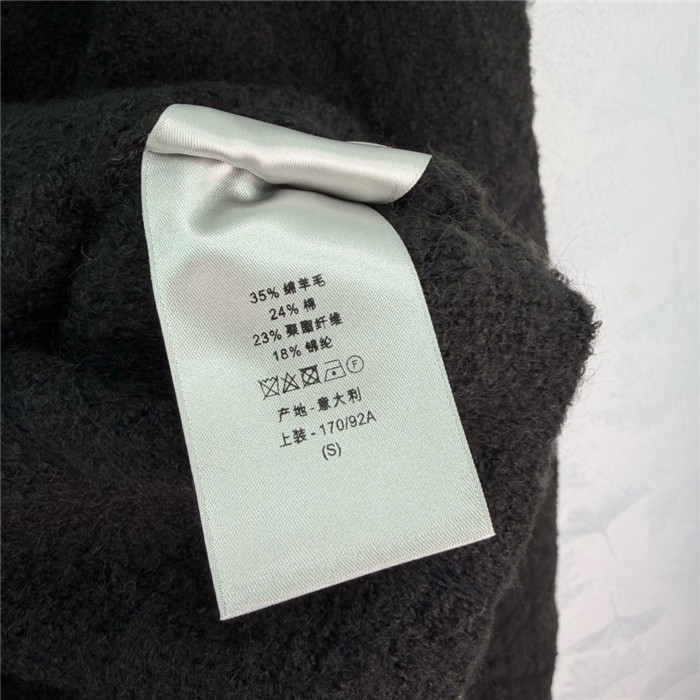 35% 绵羊毛
24% 棉
23% 聚酯纤维
18% 锦纶
F
产地 - 意大利
上装 - 170/92A
(S)